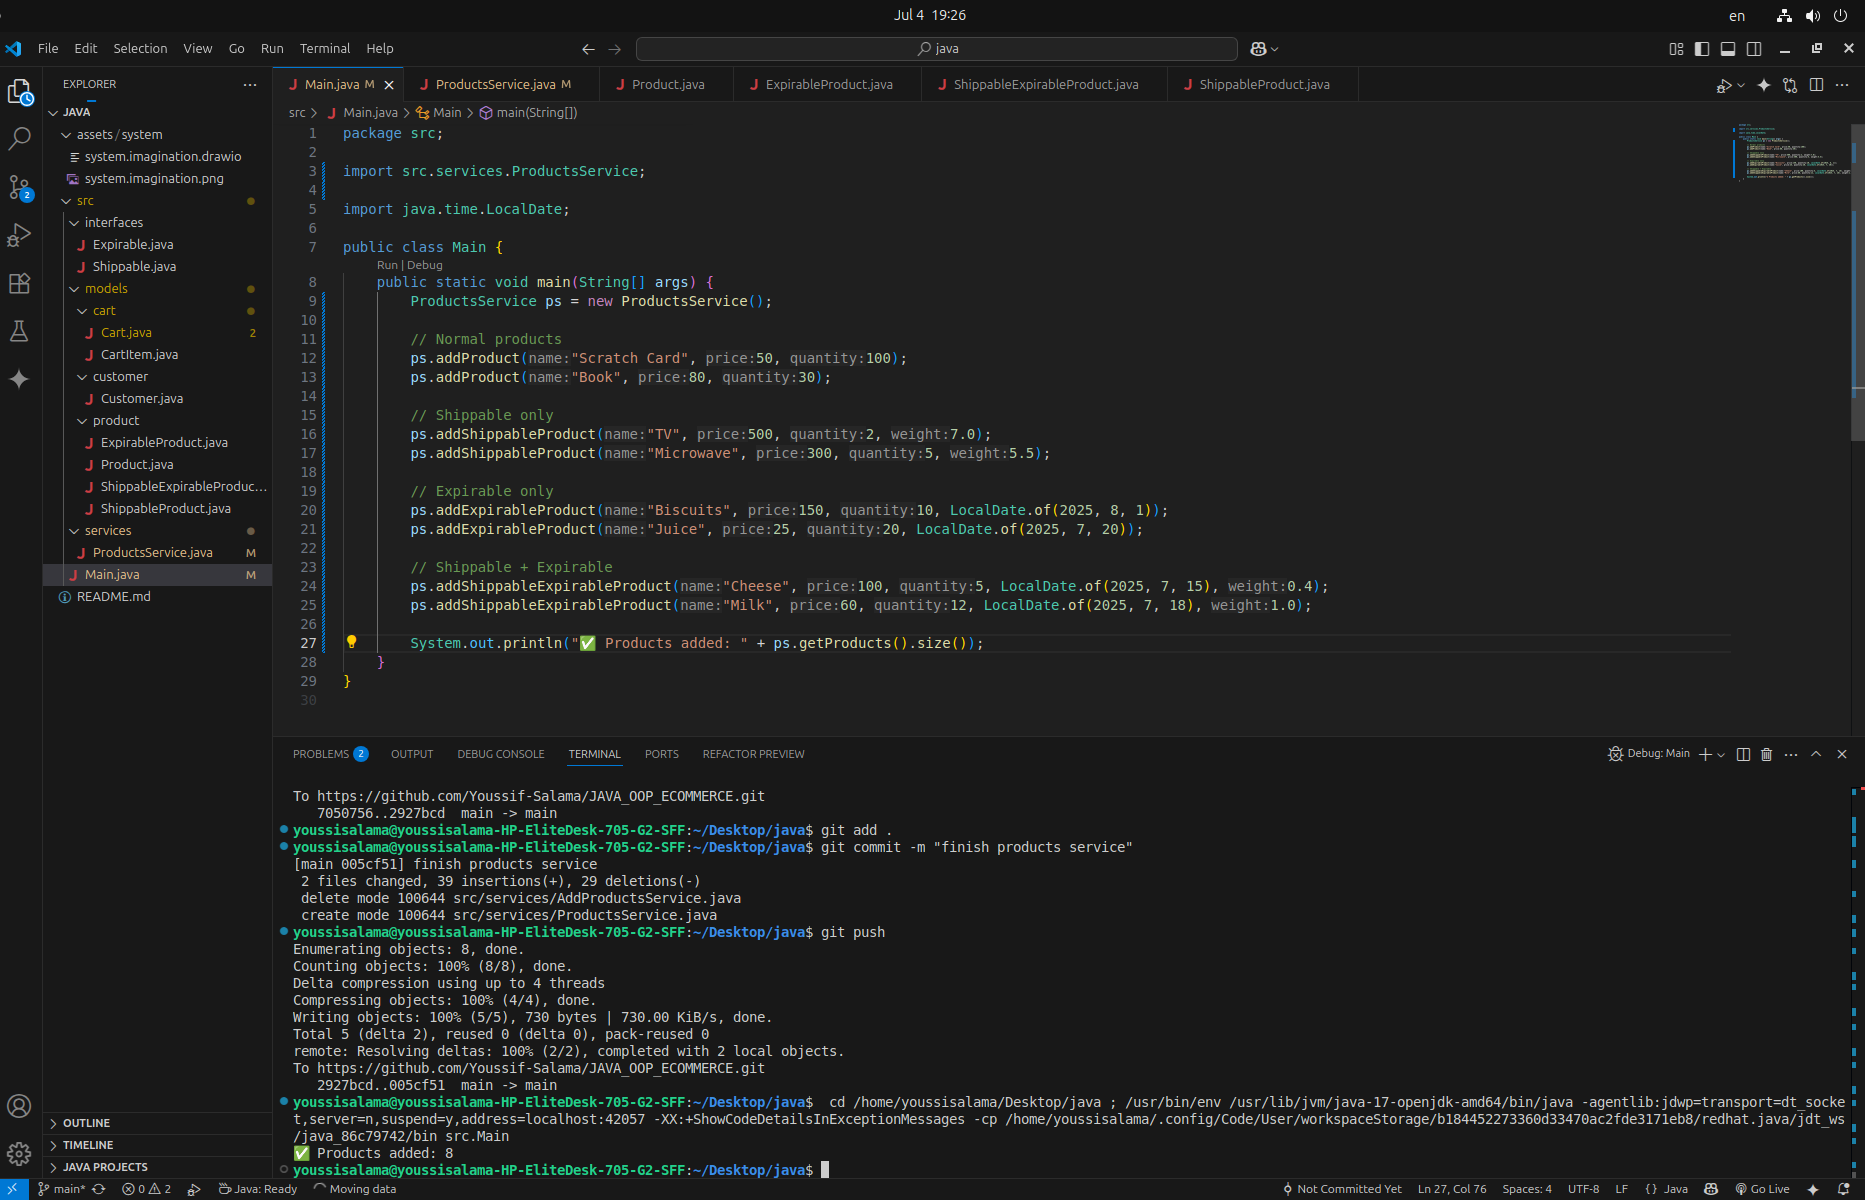 Jul 4 19:26
en
File Edit Selection View Go Run Terminal Help
java
EXPLORER
JAVA
assets/system
system.imagination.drawio
system.imagination.png
src
interfaces
Expirable.java
Shippable.java
models
cart
Cart.java 2
CartItem.java
customer
Customer.java
product
ExpirableProduct.java
Product.java
ShippableExpirableProduc...
ShippableProduct.java
services
ProductsService.java M
Main.java M
README.md
OUTLINE
TIMELINE
JAVA PROJECTS
2
Main.java M ProductsService.java M Product.java ExpirableProduct.java ShippableExpirableProduct.java ShippableProduct.java
src > Main.java > Main > main(String[])
1 package src;
2
3 import src.services.ProductsService;
4
5 import java.time.LocalDate;
6
7 public class Main {
Run | Debug
8 public static void main(String[] args) {
9 ProductsService ps = new ProductsService();
10
11 // Normal products
12 ps.addProduct(name:"Scratch Card", price:50, quantity:100);
13 ps.addProduct(name:"Book", price:80, quantity:30);
14
15 // Shippable only
16 ps.addShippableProduct(name:"TV", price:500, quantity:2, weight:7.0);
17 ps.addShippableProduct(name:"Microwave", price:300, quantity:5, weight:5.5);
18
19 // Expirable only
20 ps.addExpirableProduct(name:"Biscuits", price:150, quantity:10, LocalDate.of(2025, 8, 1));
21 ps.addExpirableProduct(name:"Juice", price:25, quantity:20, LocalDate.of(2025, 7, 20));
22
23 // Shippable + Expirable
24 ps.addShippableExpirableProduct(name:"Cheese", price:100, quantity:5, LocalDate.of(2025, 7, 15), weight:0.4);
25 ps.addShippableExpirableProduct(name:"Milk", price:60, quantity:12, LocalDate.of(2025, 7, 18), weight:1.0);
26
27 System.out.println("✅ Products added: " + ps.getProducts().size());
28 }
29 }
30
PROBLEMS 2 OUTPUT DEBUG CONSOLE TERMINAL PORTS REFACTOR PREVIEW
Debug: Main
To https://github.com/Youssif-Salama/JAVA_OOP_ECOMMERCE.git
7050756..2927bcd main -> main
youssisalama@youssisalama-HP-EliteDesk-705-G2-SFF:~/Desktop/java$ git add .
youssisalama@youssisalama-HP-EliteDesk-705-G2-SFF:~/Desktop/java$ git commit -m "finish products service"
[main 005cf51] finish products service
2 files changed, 39 insertions(+), 29 deletions(-)
delete mode 100644 src/services/AddProductsService.java
create mode 100644 src/services/ProductsService.java
youssisalama@youssisalama-HP-EliteDesk-705-G2-SFF:~/Desktop/java$ git push
Enumerating objects: 8, done.
Counting objects: 100% (8/8), done.
Delta compression using up to 4 threads
Compressing objects: 100% (4/4), done.
Writing objects: 100% (5/5), 730 bytes | 730.00 KiB/s, done.
Total 5 (delta 2), reused 0 (delta 0), pack-reused 0
remote: Resolving deltas: 100% (2/2), completed with 2 local objects.
To https://github.com/Youssif-Salama/JAVA_OOP_ECOMMERCE.git
2927bcd..005cf51 main -> main
youssisalama@youssisalama-HP-EliteDesk-705-G2-SFF:~/Desktop/java$ cd /home/youssisalama/Desktop/java ; /usr/bin/env /usr/lib/jvm/java-17-openjdk-amd64/bin/java -agentlib:jdwp=transport=dt_socke
t,server=n,suspend=y,address=localhost:42057 -XX:+ShowCodeDetailsInExceptionMessages -cp /home/youssisalama/.config/Code/User/workspaceStorage/b184452273360d33470ac2fde3171eb8/redhat.java/jdt_ws
/java_86c79742/bin src.Main
✅ Products added: 8
youssisalama@youssisalama-HP-EliteDesk-705-G2-SFF:~/Desktop/java$
main* 0 2 Java: Ready Moving data Not Committed Yet Ln 27, Col 76 Spaces: 4 UTF-8 LF {} Java Go Live